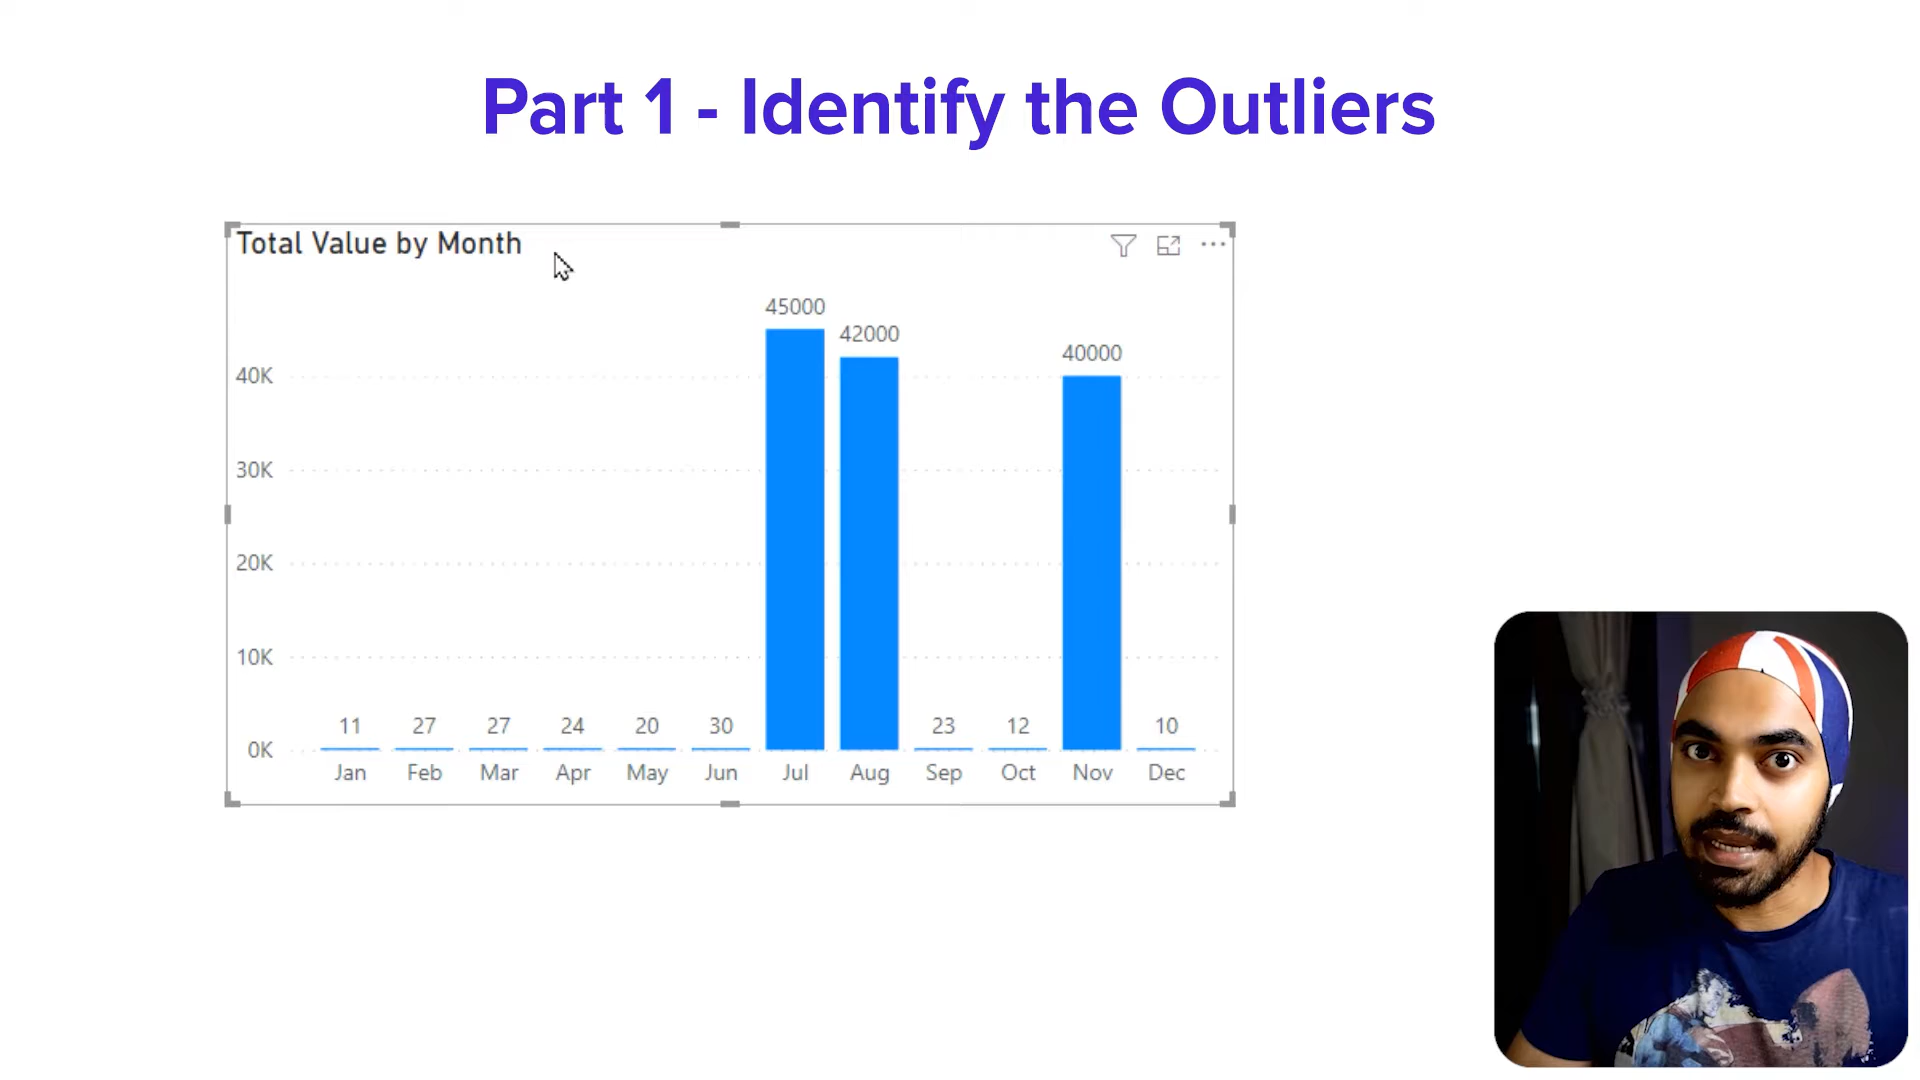 Part 1 - Identify the Outliers
Total Value by Month
45000
42000
40000
40K
30K
20K
10K
11 27 27 24 20 30 23 12 10
0K
Jan Feb Mar Apr May Jun Jul Aug Sep Oct Nov Dec